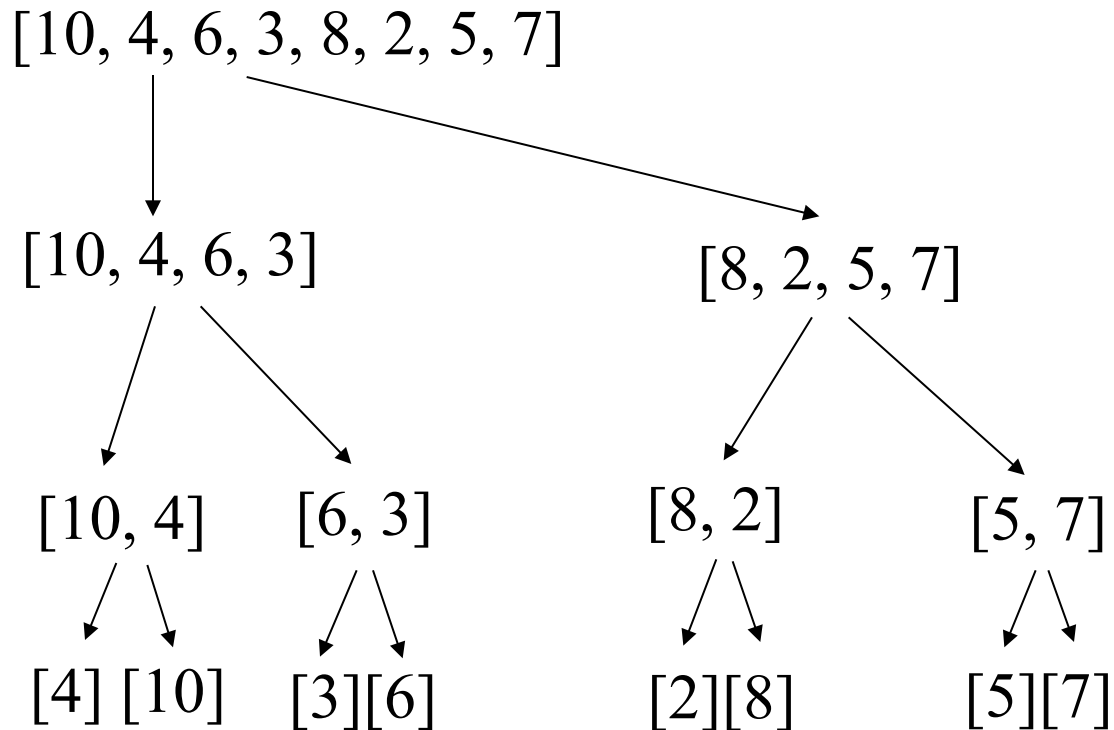 [10, 4, 6, 3, 8, 2, 5, 7]
[10, 4, 6, 3]
[8, 2, 5, 7]
[10, 4]
[6, 3]
[8, 2]
[5, 7]
[4] [10]
[3][6]
[2][8]
[5][7]